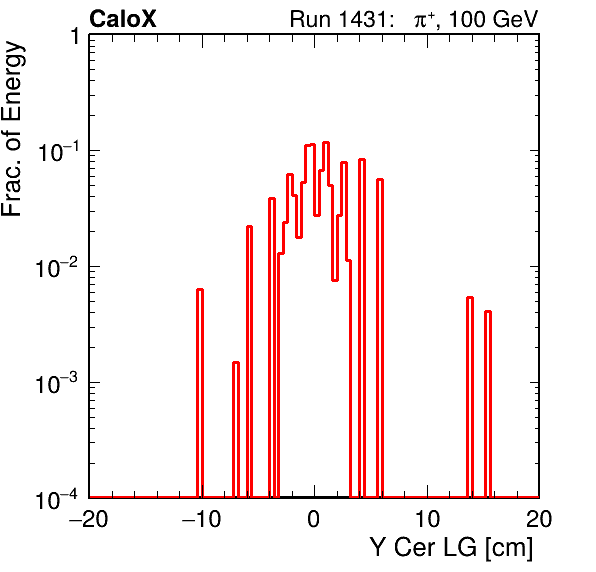 CaloX Run 1431: π⁺, 100 GeV
Frac. of Energy
1
10⁻¹
10⁻²
10⁻³
10⁻⁴
−20 −10 0 10 20
Y Cer LG [cm]